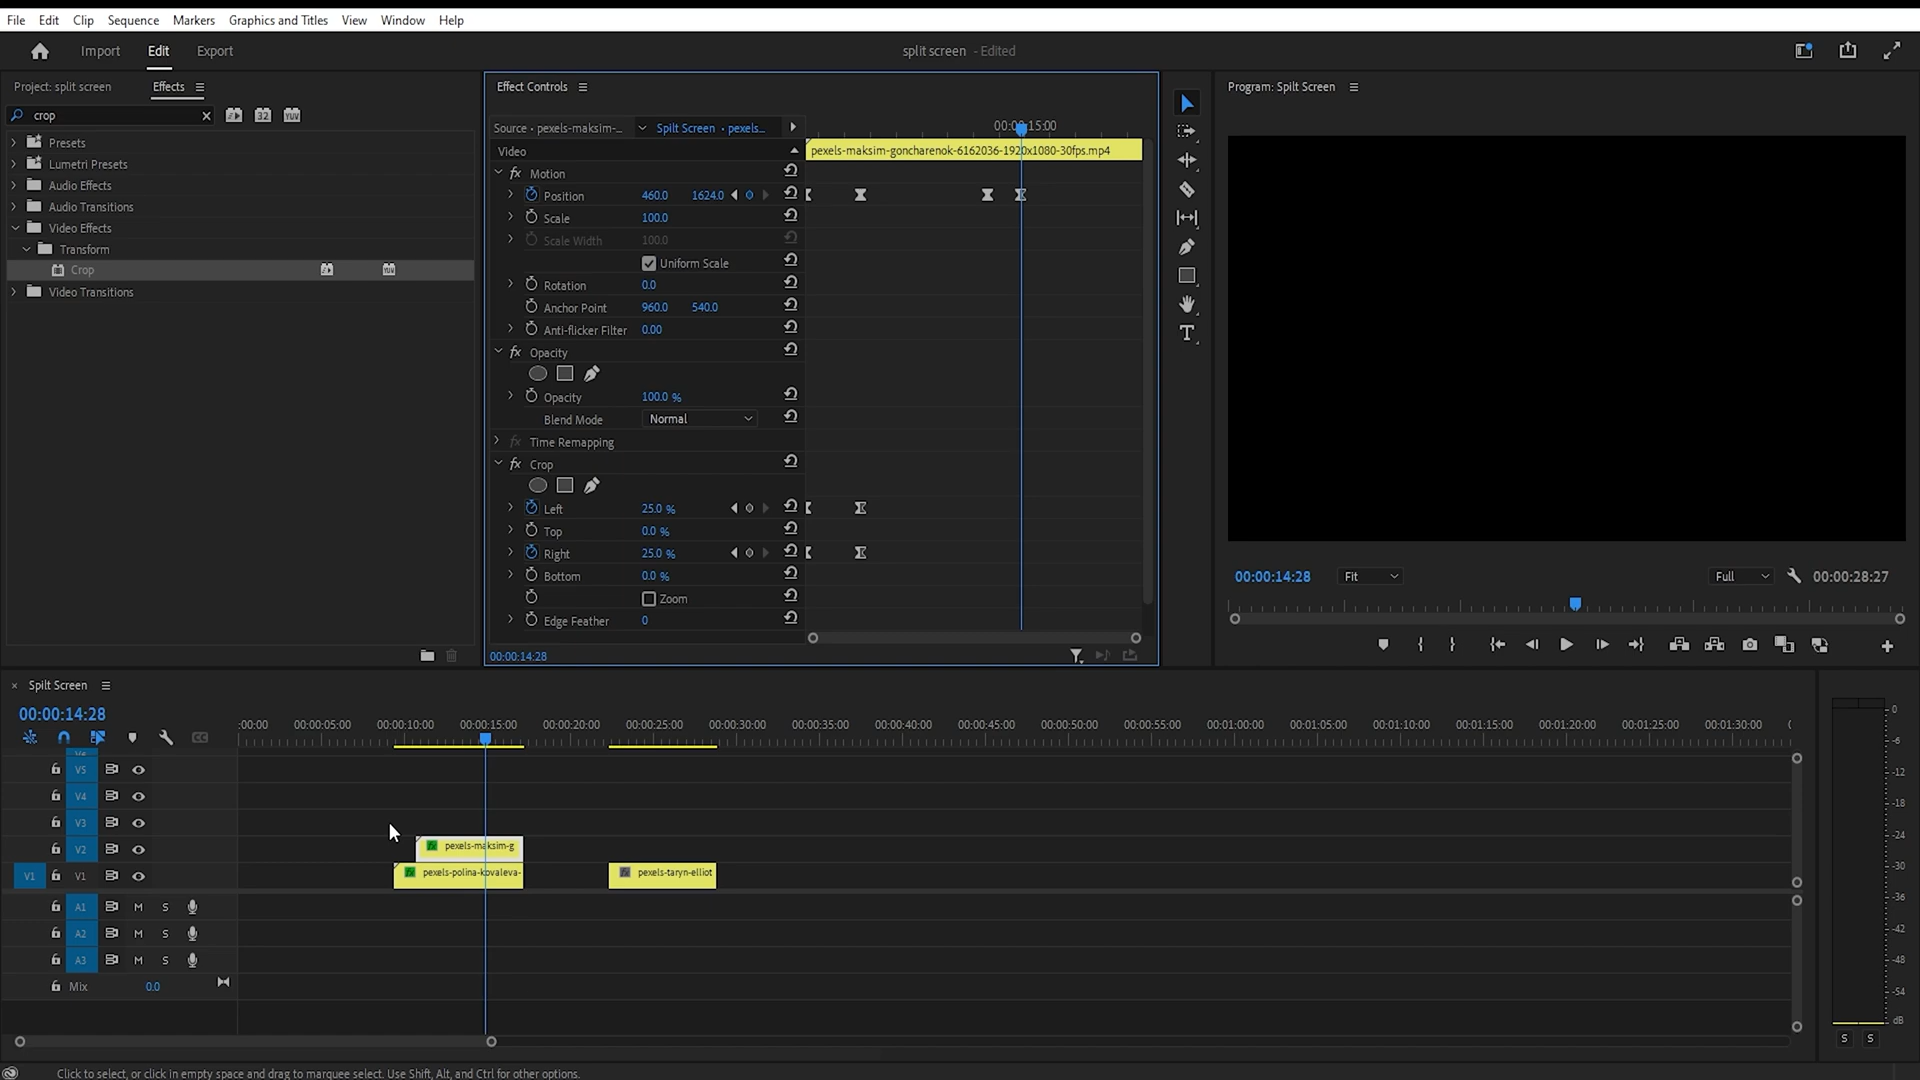 File Edit Clip Sequence Markers Graphics and Titles View Window Help
Import Edit Export split screen - Edited
Project: split screen Effects
crop 32 YUV
Presets
Lumetri Presets
Audio Effects
Audio Transitions
Video Effects
Transform
Crop
Video Transitions
Effect Controls
Source • pexels-maksim-... Spilt Screen • pexels... 00:00:15:00
Video pexels-maksim-goncharenok-6162036-1920x1080-30fps.mp4
fx Motion
Position 460.0 1624.0
Scale 100.0
Scale Width 100.0
Uniform Scale
Rotation 0.0
Anchor Point 960.0 540.0
Anti-flicker Filter 0.00
fx Opacity
Opacity 100.0 %
Blend Mode Normal
fx Time Remapping
fx Crop
Left 25.0 %
Top 0.0 %
Right 25.0 %
Bottom 0.0 %
Zoom
Edge Feather 0
00:00:14:28
T
Program: Spilt Screen
00:00:14:28 Fit Full 00:00:28:27
× Spilt Screen
00:00:14:28
:00:00 00:00:05:00 00:00:10:00 00:00:15:00 00:00:20:00 00:00:25:00 00:00:30:00 00:00:35:00 00:00:40:00 00:00:45:00 00:00:50:00 00:00:55:00 00:01:00:00 00:01:05:00 00:01:10:00 00:01:15:00 00:01:20:00 00:01:25:00 00:01:30:00
CC
V5
V4
V3
V2 pexels-maksim-g
V1 V1 pexels-polina-kovaleva- pexels-taryn-elliot
A1 M S
A2 M S
A3 M S
Mix 0.0
0
-6
-12
-18
-24
-30
-36
-42
-48
-54
dB
S S
Click to select, or click in empty space and drag to marquee select. Use Shift, Alt, and Ctrl for other options.